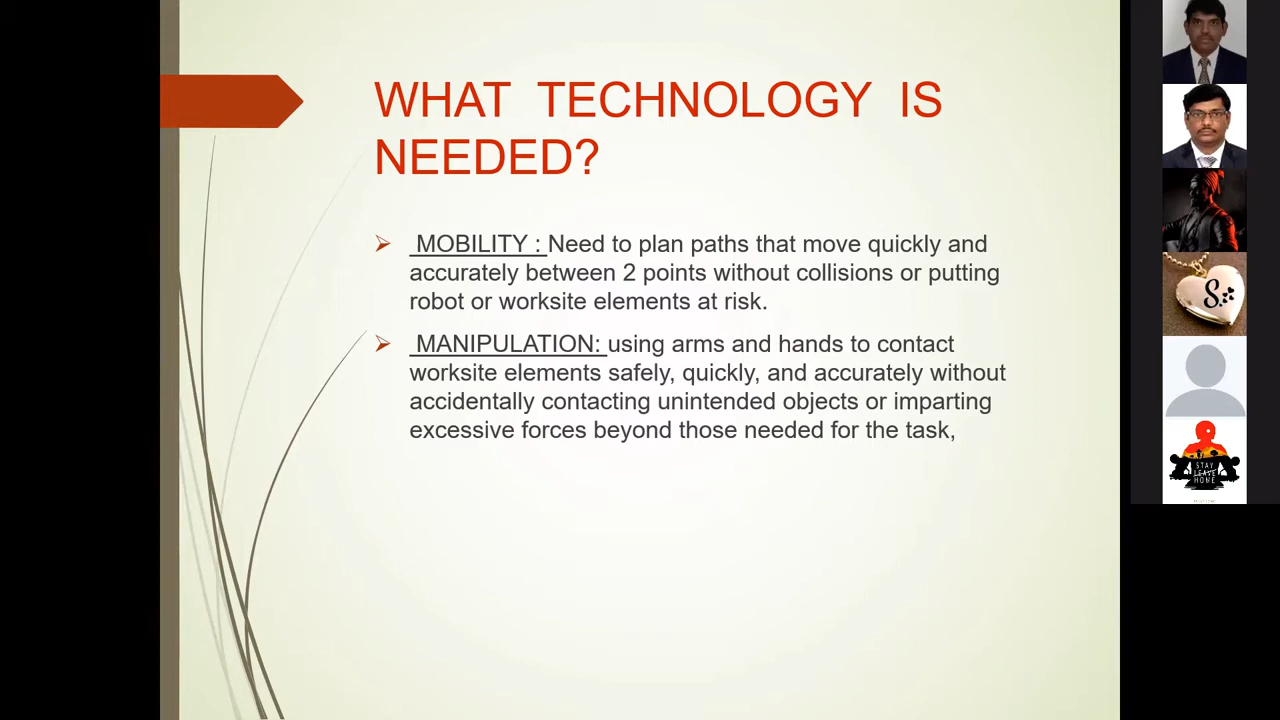 WHAT TECHNOLOGY IS
NEEDED?
MOBILITY : Need to plan paths that move quickly and
accurately between 2 points without collisions or putting
robot or worksite elements at risk.
MANIPULATION: using arms and hands to contact
worksite elements safely, quickly, and accurately without
accidentally contacting unintended objects or imparting
excessive forces beyond those needed for the task,
S
STAY
HOME